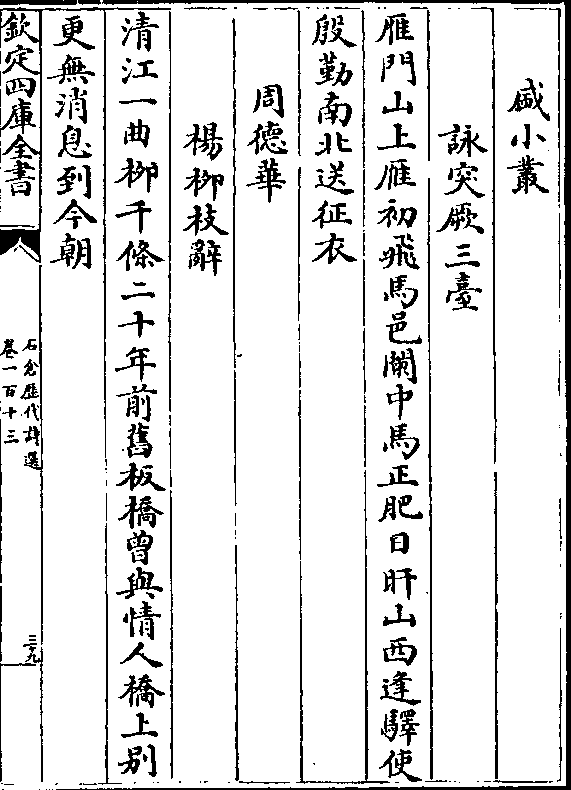 盛小叢
詠突厥三臺
雁門山上雁初飛馬邑闌中馬正肥日旰山西逢驛使
殷勤南北送征衣
周德華
楊柳枝辭
清江一曲柳千條二十年前舊板橋曾與情人橋上别
更無消息到今朝
欽定四庫全書
石倉歷代詩選
卷一百十三
三九